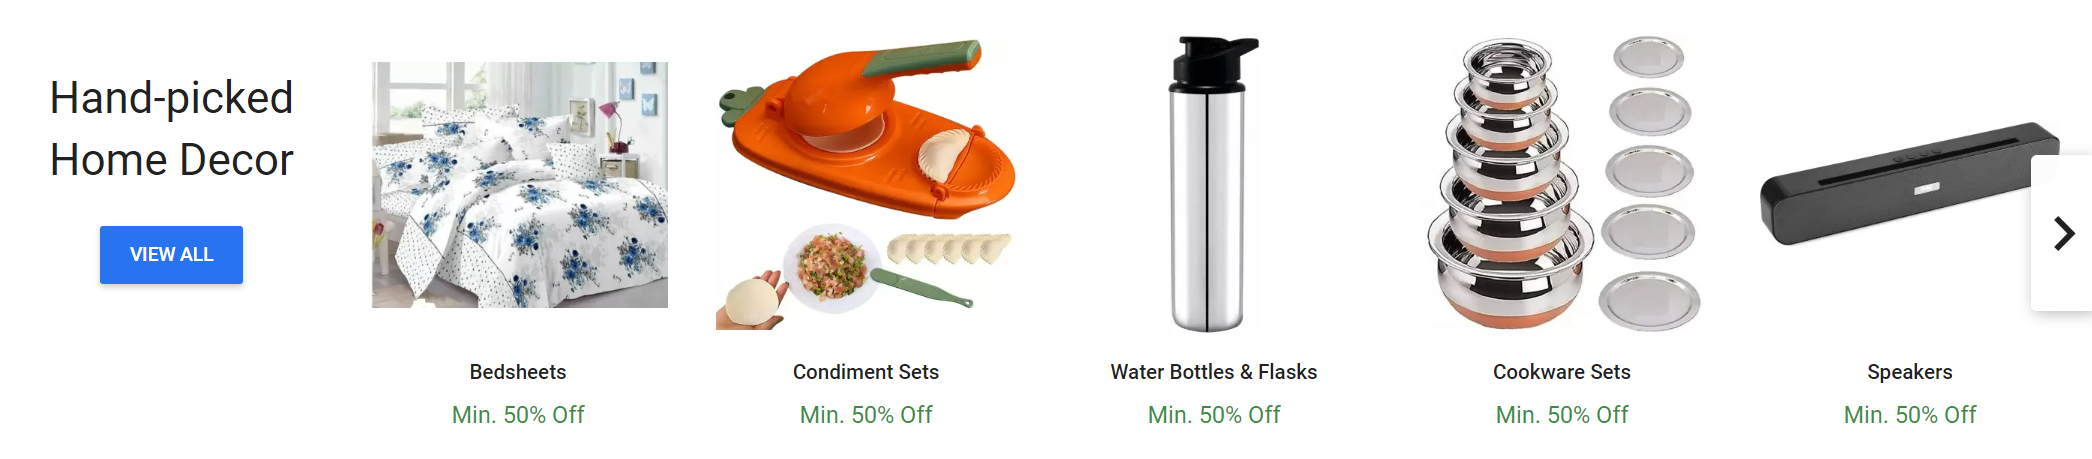 Hand-picked
Home Decor
VIEW ALL
Bedsheets
Min. 50% Off
Condiment Sets
Min. 50% Off
Water Bottles & Flasks
Min. 50% Off
Cookware Sets
Min. 50% Off
Speakers
Min. 50% Off